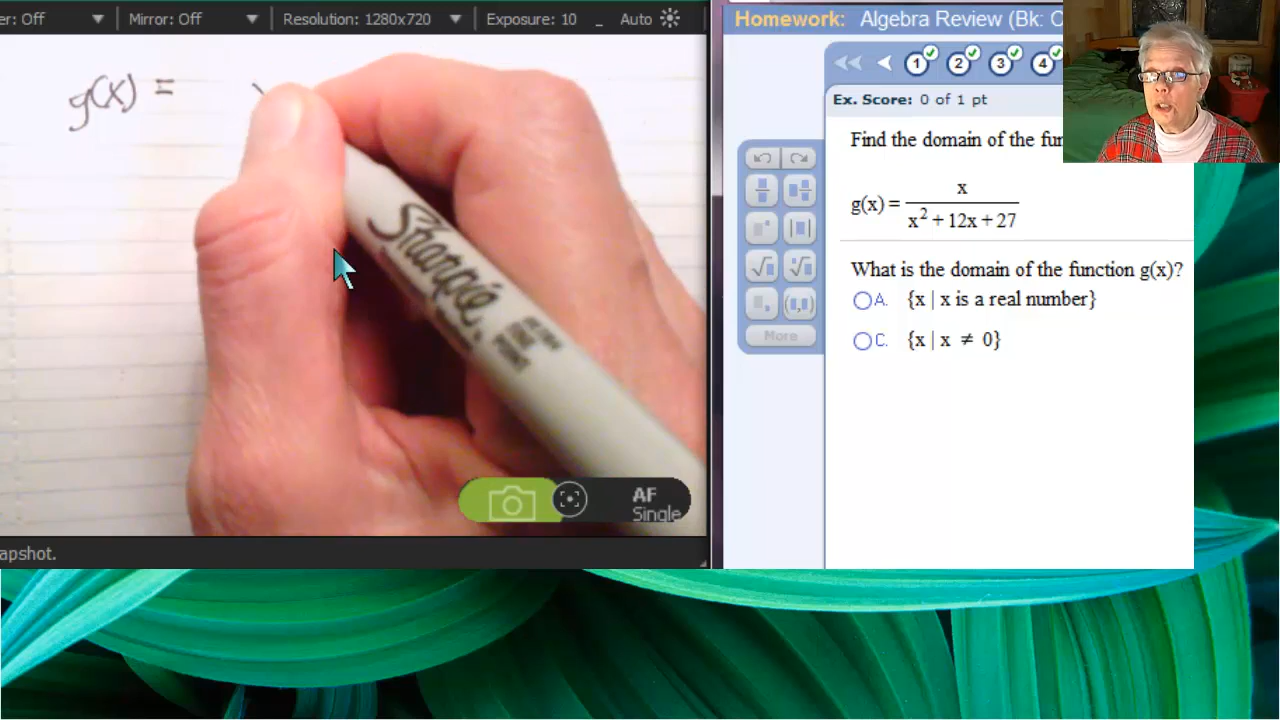 er: Off Mirror: Off Resolution: 1280x720 Exposure: 10 _ Auto
g(x) =
Sharpie.
AF
Single
apshot.
Homework: Algebra Review (Bk: C
1 2 3 4
Ex. Score: 0 of 1 pt
Find the domain of the fun
g(x) = x / x² + 12x + 27
What is the domain of the function g(x)?
A. {x | x is a real number}
C. {x | x ≠ 0}
More